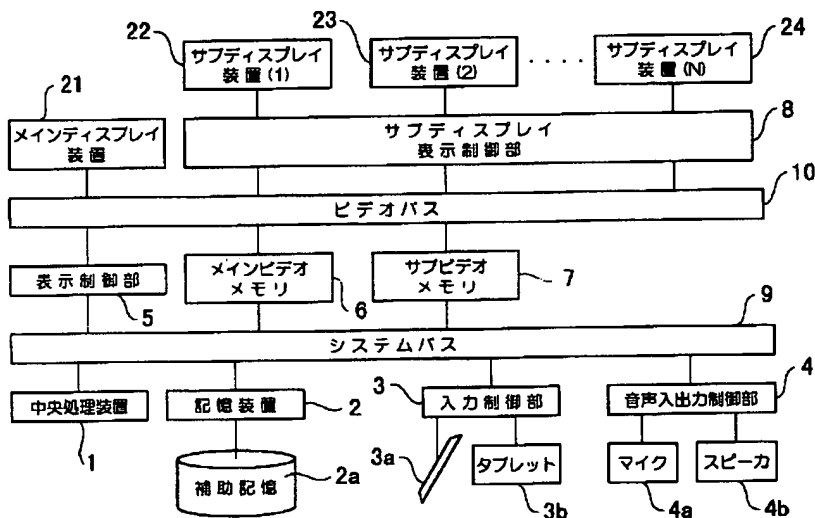 22
23
24
サブディスプレイ
装置(1)
サブディスプレイ
装置(2)
・・・・
サブディスプレイ
装置(N)
21
メインディスプレイ
装置
サブディスプレイ
表示制御部
8
10
ビデオバス
表示制御部
5
メインビデオ
メモリ
6
サブビデオ
メモリ
7
9
システムバス
中央処理装置
1
記憶装置
2
補助記憶
2a
3
入力制御部
3a
タブレット
3b
4
音声入出力制御部
マイク
4a
スピーカ
4b